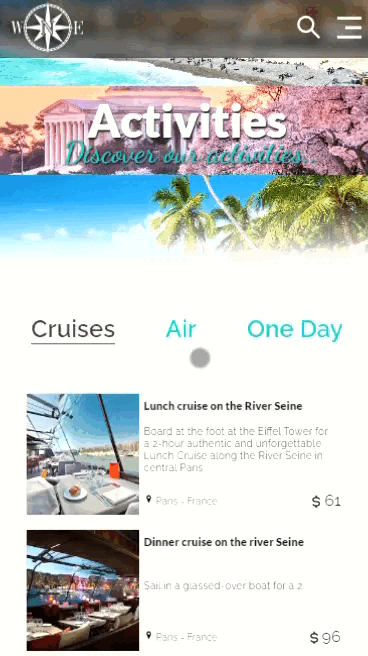 W N E
Activities
Discover our activities...
Cruises Air One Day
Lunch cruise on the River Seine
Board at the foot at the Eiffel Tower for
a 2-hour authentic and unforgettable
Lunch Cruise along the River Seine in
central Paris
Paris - France $ 61
Dinner cruise on the river Seine
Sail in a glassed-over boat for a 2
Paris - France $ 96